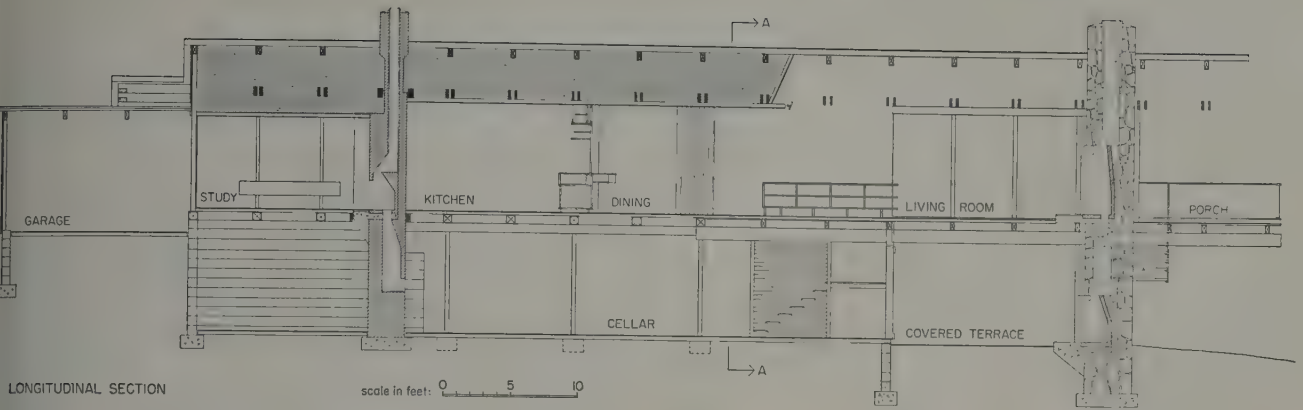 A
STUDY
KITCHEN
DINING
LIVING ROOM
PORCH
GARAGE
CELLAR
COVERED TERRACE
A
LONGITUDINAL SECTION
scale in feet: 0 5 10